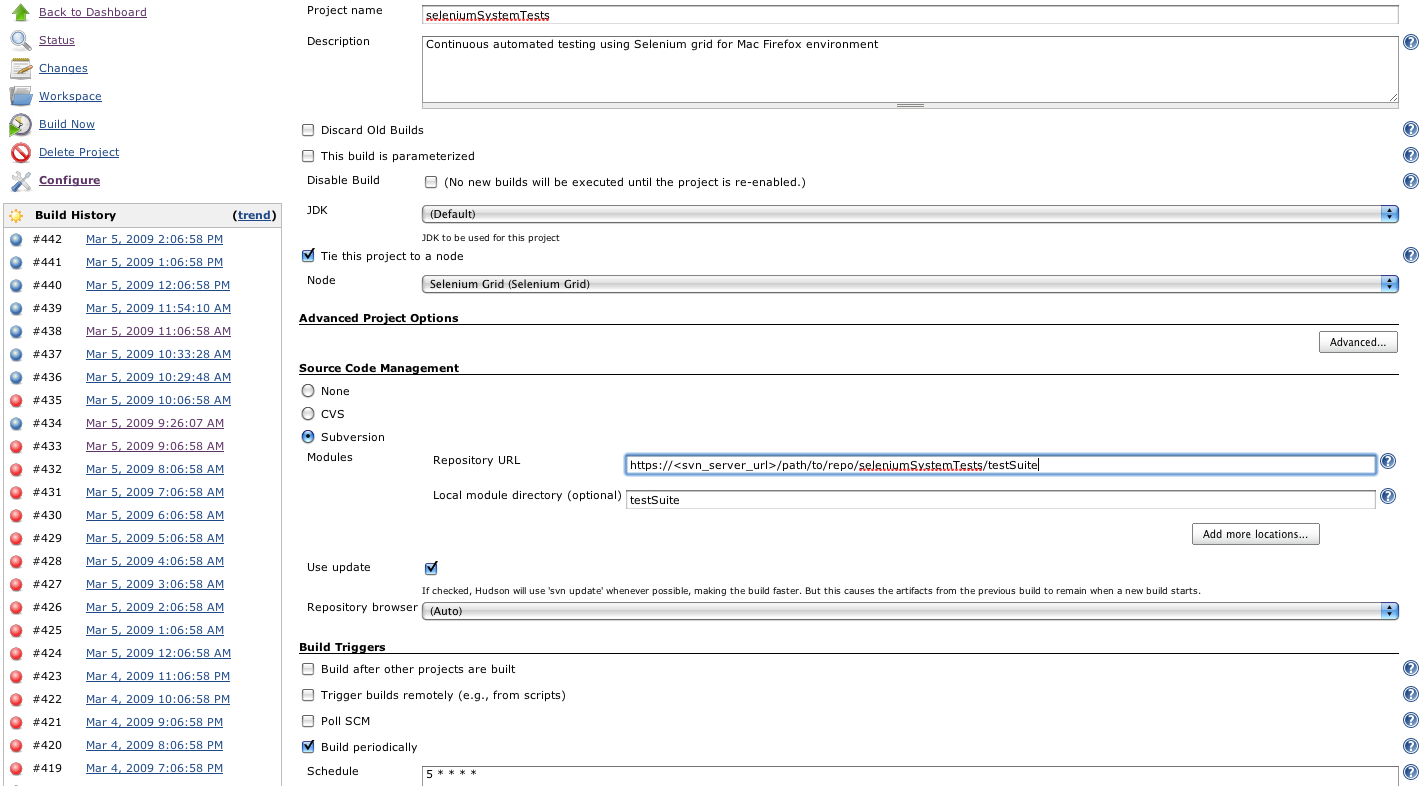 Back to Dashboard
Status
Changes
Workspace
Build Now
Delete Project
Configure
Build History (trend)
#442 Mar 5, 2009 2:06:58 PM
#441 Mar 5, 2009 1:06:58 PM
#440 Mar 5, 2009 12:06:58 PM
#439 Mar 5, 2009 11:54:10 AM
#438 Mar 5, 2009 11:06:58 AM
#437 Mar 5, 2009 10:33:28 AM
#436 Mar 5, 2009 10:29:48 AM
#435 Mar 5, 2009 10:06:58 AM
#434 Mar 5, 2009 9:26:07 AM
#433 Mar 5, 2009 9:06:58 AM
#432 Mar 5, 2009 8:06:58 AM
#431 Mar 5, 2009 7:06:58 AM
#430 Mar 5, 2009 6:06:58 AM
#429 Mar 5, 2009 5:06:58 AM
#428 Mar 5, 2009 4:06:58 AM
#427 Mar 5, 2009 3:06:58 AM
#426 Mar 5, 2009 2:06:58 AM
#425 Mar 5, 2009 1:06:58 AM
#424 Mar 5, 2009 12:06:58 AM
#423 Mar 4, 2009 11:06:58 PM
#422 Mar 4, 2009 10:06:58 PM
#421 Mar 4, 2009 9:06:58 PM
#420 Mar 4, 2009 8:06:58 PM
#419 Mar 4, 2009 7:06:58 PM
Project name seleniumSystemTests
Description Continuous automated testing using Selenium grid for Mac Firefox environment
Discard Old Builds
This build is parameterized
Disable Build (No new builds will be executed until the project is re-enabled.)
JDK (Default)
JDK to be used for this project
Tie this project to a node
Node Selenium Grid (Selenium Grid)
Advanced Project Options
Advanced...
Source Code Management
None
CVS
Subversion
Modules Repository URL https://<svn_server_url>/path/to/repo/seleniumSystemTests/testSuite
Local module directory (optional) testSuite
Add more locations...
Use update
If checked, Hudson will use 'svn update' whenever possible, making the build faster. But this causes the artifacts from the previous build to remain when a new build starts.
Repository browser (Auto)
Build Triggers
Build after other projects are built
Trigger builds remotely (e.g., from scripts)
Poll SCM
Build periodically
Schedule 5 * * * *